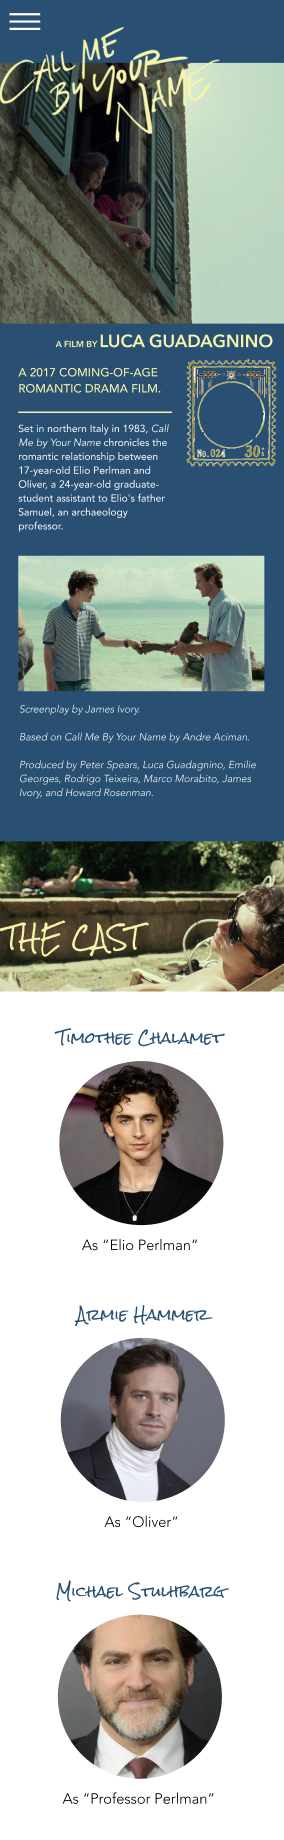 CALL ME
BY YOUR
NAME
A FILM BY LUCA GUADAGNINO
A 2017 COMING-OF-AGE
ROMANTIC DRAMA FILM.
No.024 30¢
Set in northern Italy in 1983, Call
Me by Your Name chronicles the
romantic relationship between
17-year-old Elio Perlman and
Oliver, a 24-year-old graduate-
student assistant to Elio's father
Samuel, an archaeology
professor.
Screenplay by James Ivory.
Based on Call Me By Your Name by Andre Aciman.
Produced by Peter Spears, Luca Guadagnino, Emilie
Georges, Rodrigo Teixeira, Marco Morabito, James
Ivory, and Howard Rosenman.
THE CAST
Timothee Chalamet
As “Elio Perlman”
Armie Hammer
As “Oliver”
Michael Stulhbarg
As “Professor Perlman”